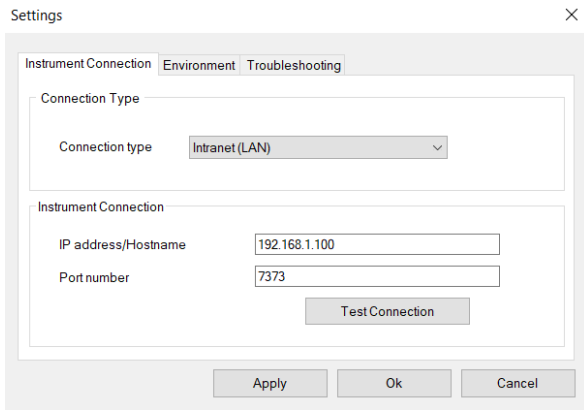 Settings
Instrument Connection Environment Troubleshooting
Connection Type
Connection type Intranet (LAN)
Instrument Connection
IP address/Hostname 192.168.1.100
Port number 7373
Test Connection
Apply Ok Cancel